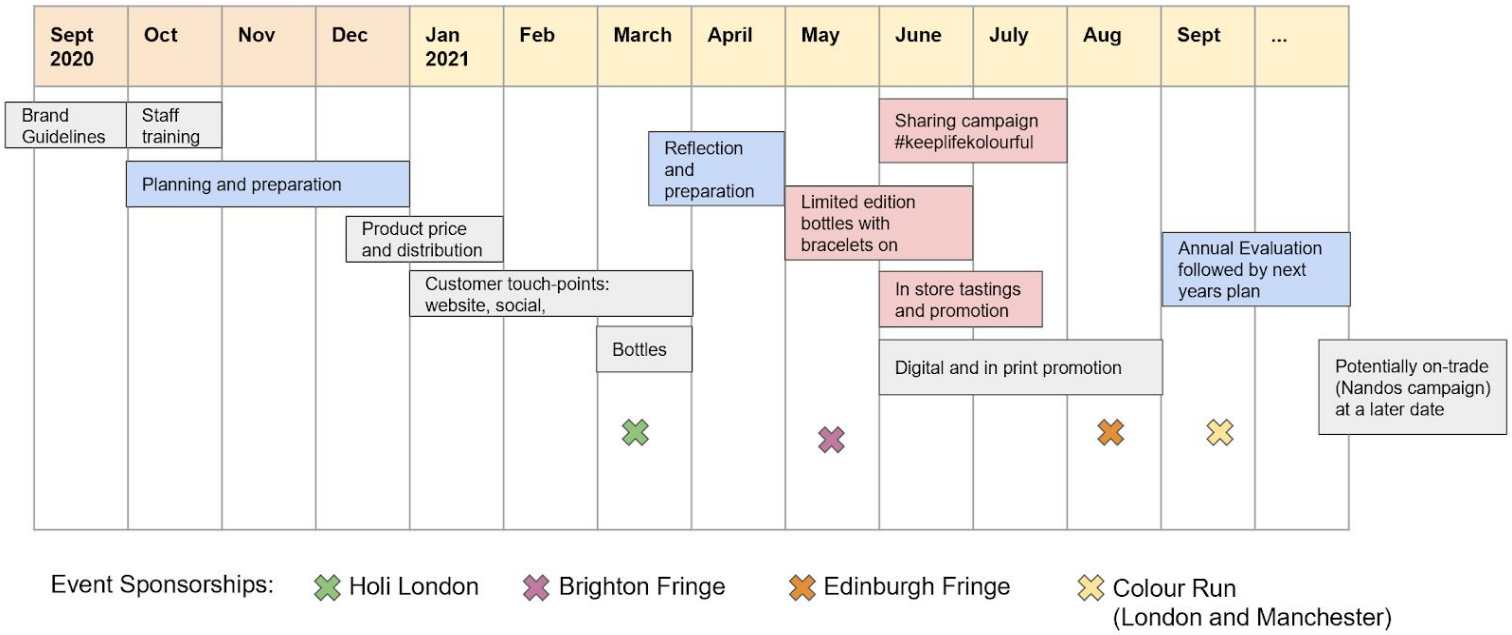 Sept 2020
Oct
Nov
Dec
Jan 2021
Feb
March
April
May
June
July
Aug
Sept
...
Brand
Guidelines
Staff
training
Planning and preparation
Product price
and distribution
Customer touch-points:
website, social,
Bottles
Reflection
and
preparation
Sharing campaign
#keeplifekolourful
Limited edition
bottles with
bracelets on
In store tastings
and promotion
Digital and in print promotion
Annual Evaluation
followed by next
years plan
Potentially on-trade
(Nandos campaign)
at a later date
Event Sponsorships:
Holi London
Brighton Fringe
Edinburgh Fringe
Colour Run
(London and Manchester)